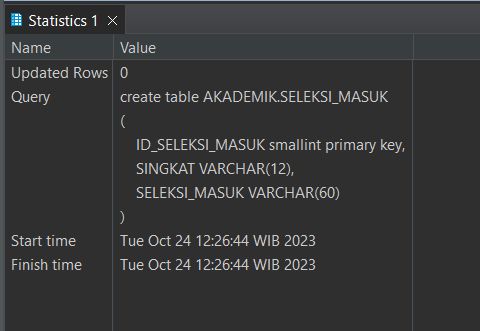 Statistics 1
Name Value
Updated Rows 0
Query create table AKADEMIK.SELEKSI_MASUK
(
ID_SELEKSI_MASUK smallint primary key,
SINGKAT VARCHAR(12),
SELEKSI_MASUK VARCHAR(60)
)
Start time Tue Oct 24 12:26:44 WIB 2023
Finish time Tue Oct 24 12:26:44 WIB 2023